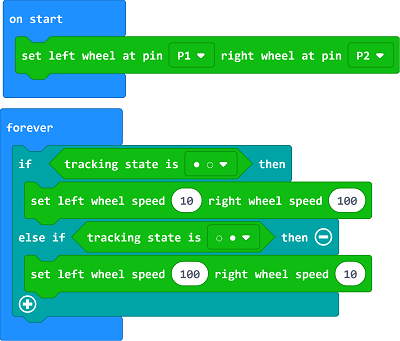 on start
set left wheel at pin P1 right wheel at pin P2
forever
if tracking state is ● ○ then
set left wheel speed 10 right wheel speed 100
else if tracking state is ○ ● then
set left wheel speed 100 right wheel speed 10